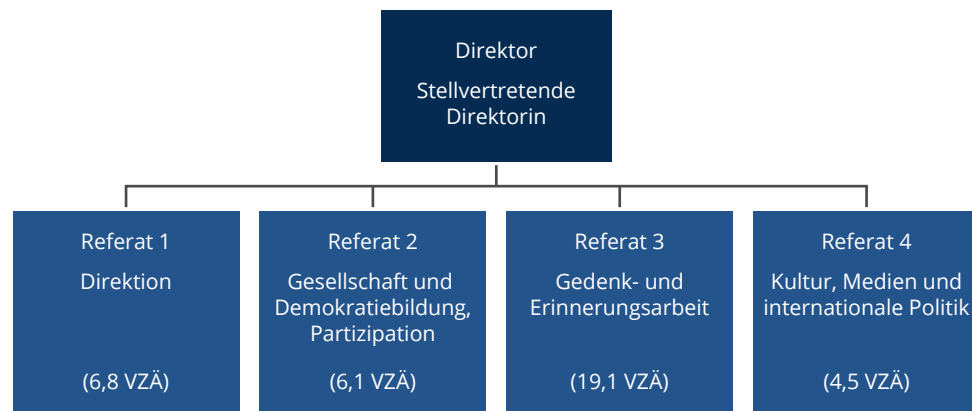 Direktor
Stellvertretende
Direktorin
Referat 1
Direktion
(6,8 VZÄ)
Referat 2
Gesellschaft und
Demokratiebildung,
Partizipation
(6,1 VZÄ)
Referat 3
Gedenk- und
Erinnerungsarbeit
(19,1 VZÄ)
Referat 4
Kultur, Medien und
internationale Politik
(4,5 VZÄ)